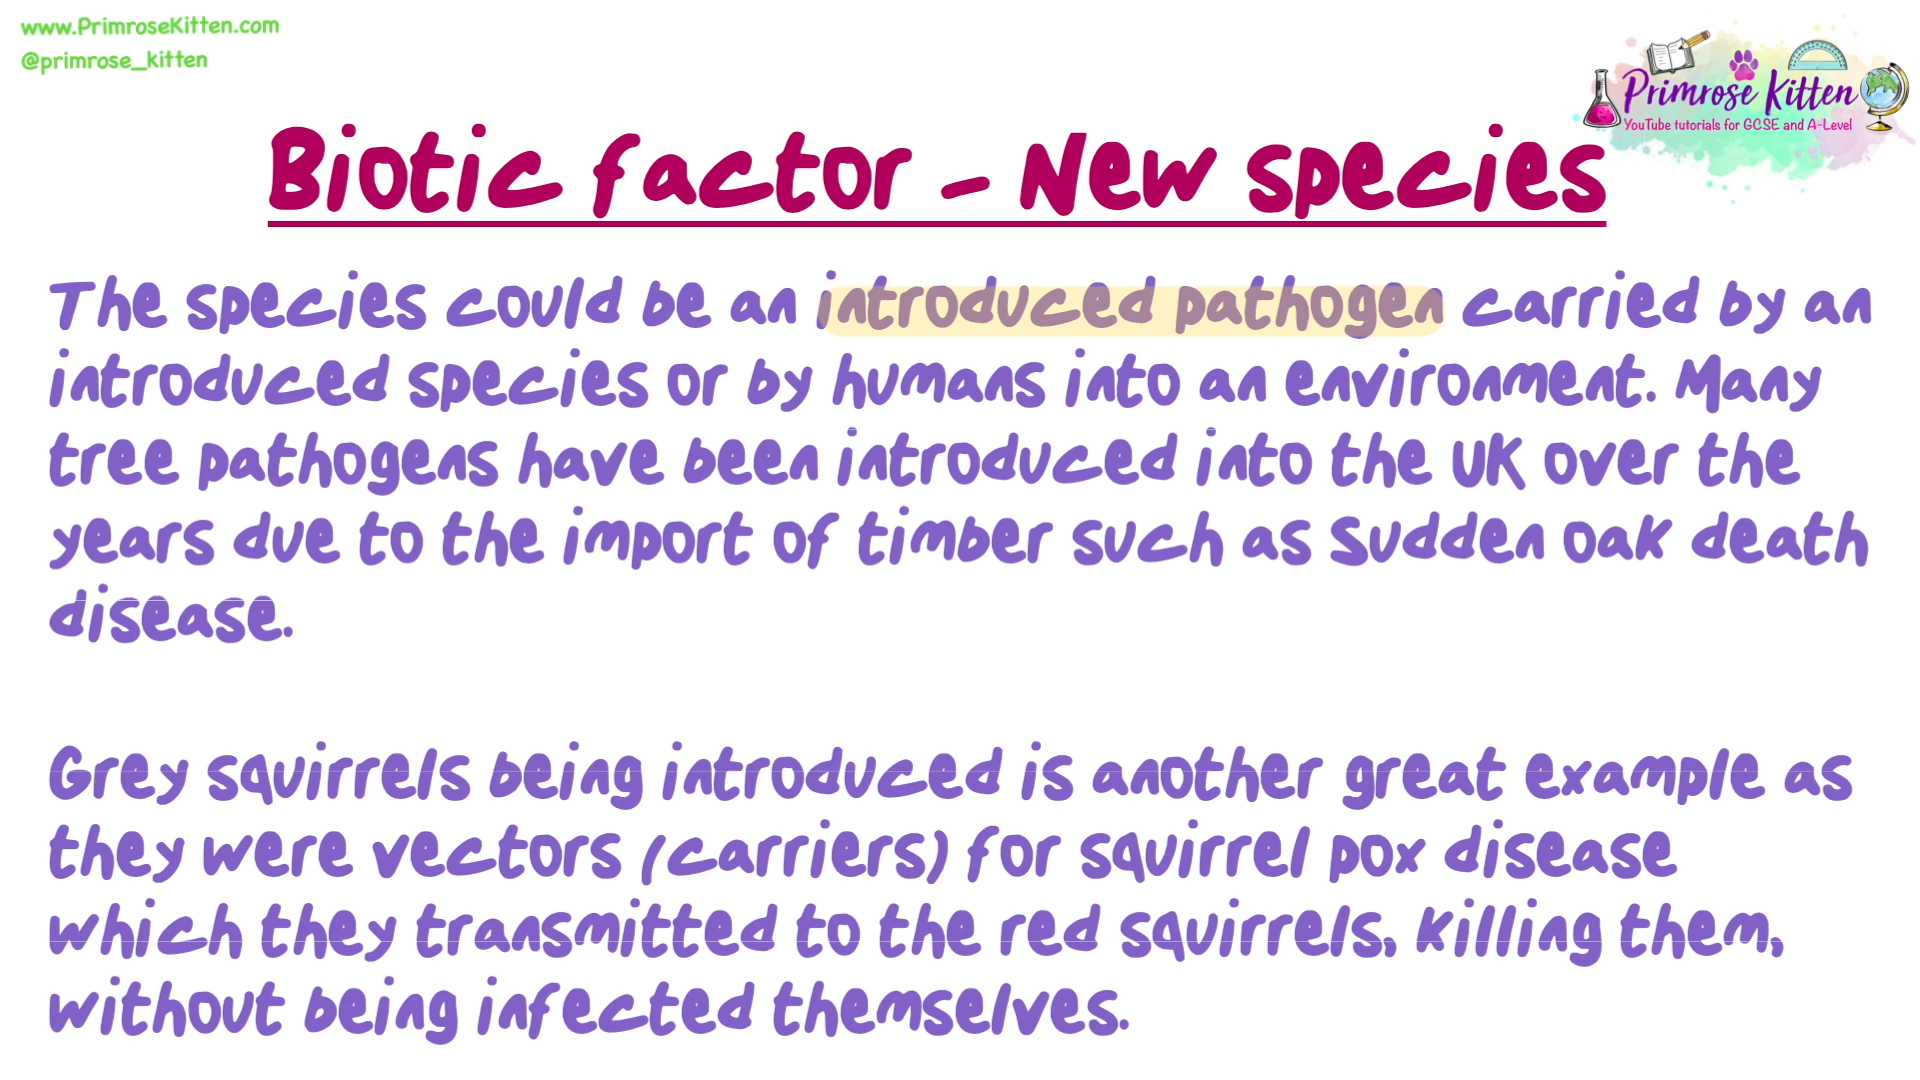 www.PrimroseKitten.com
@primrose_kitten
Primrose Kitten
YouTube tutorials for GCSE and A-Level
Biotic factor - New species
The species could be an introduced pathogen carried by an
introduced species or by humans into an environment. Many
tree pathogens have been introduced into the UK over the
years due to the import of timber such as Sudden oak death
disease.
Grey squirrels being introduced is another great example as
they were vectors (carriers) for squirrel pox disease
which they transmitted to the red squirrels, killing them,
without being infected themselves.